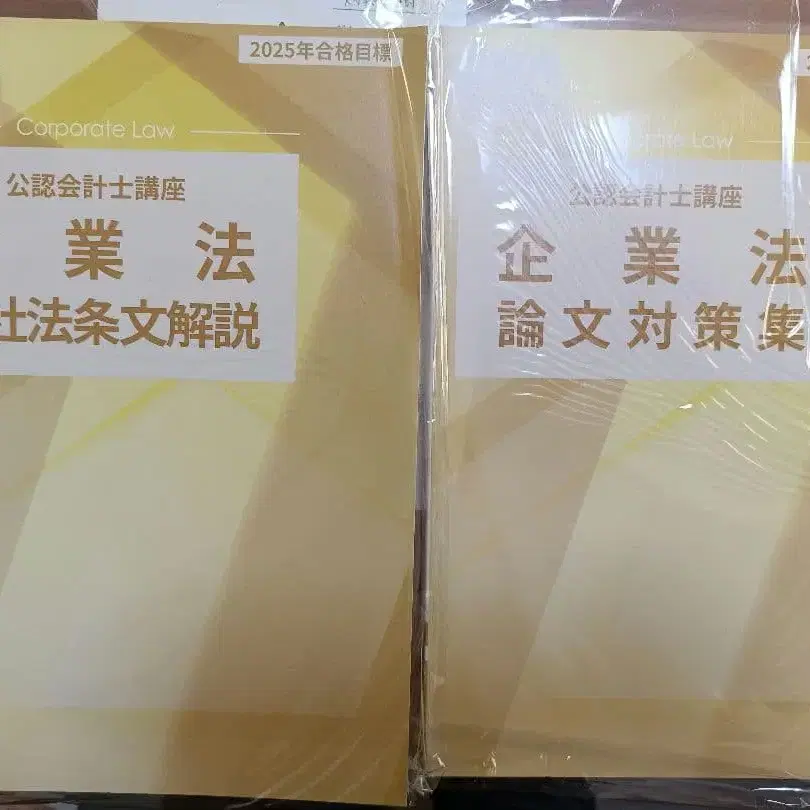 2025年合格目標
Corporate Law
公認会計士講座
業法
社法条文解説
Law
公認会計士講座
企業法
論文対策集